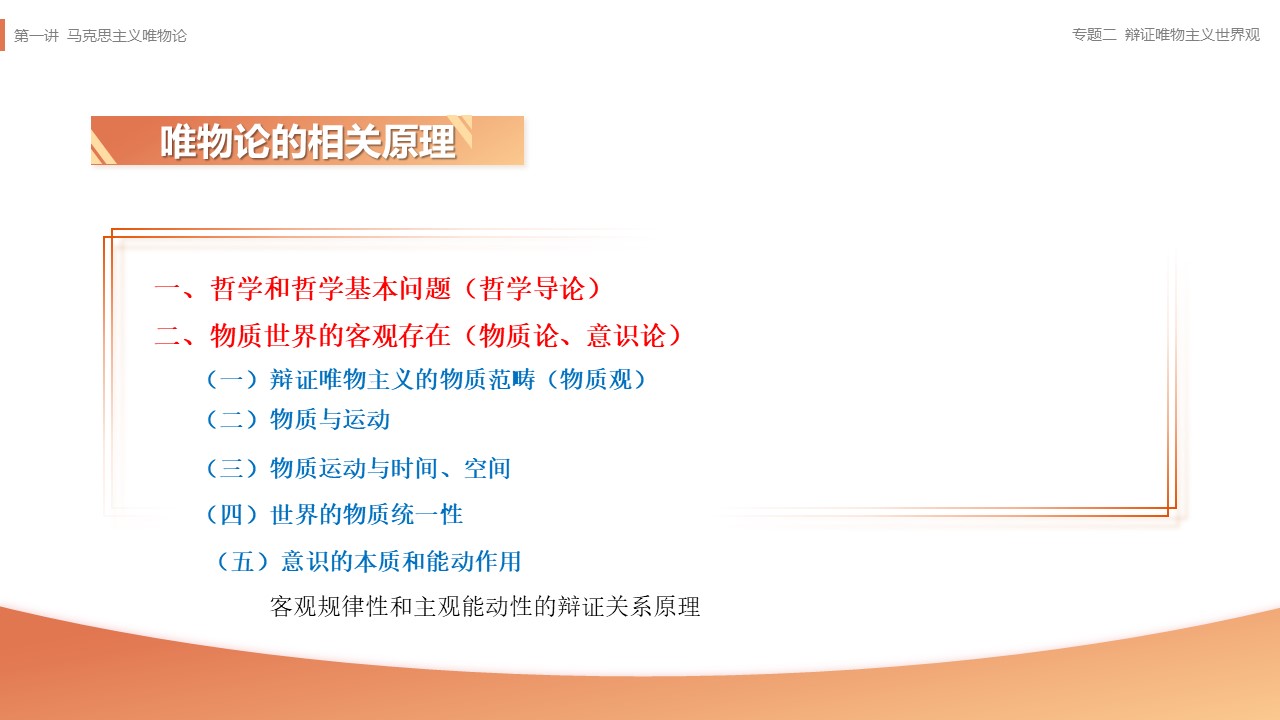 第一讲 马克思主义唯物论
专题二 辩证唯物主义世界观
唯物论的相关原理
一、哲学和哲学基本问题（哲学导论）
二、物质世界的客观存在（物质论、意识论）
（一）辩证唯物主义的物质范畴（物质观）
（二）物质与运动
（三）物质运动与时间、空间
（四）世界的物质统一性
（五）意识的本质和能动作用
客观规律性和主观能动性的辩证关系原理